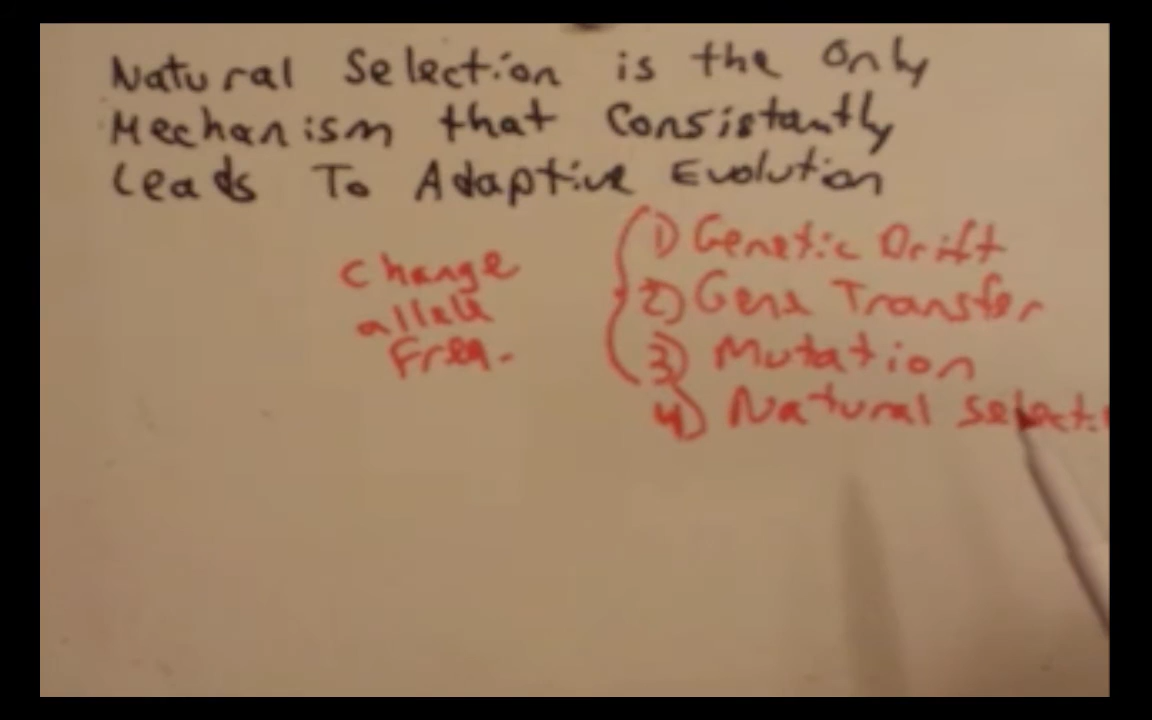 Natural Selection is the Only
Mechanism that Consistantly
Leads To Adaptive Evolution
Change
allele
Freq.
1) Genetic Drift
2) Gene Transfer
3) Mutation
4) Natural Selecti